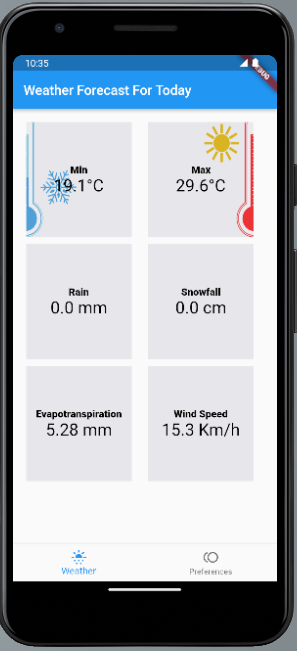 10:35
Weather Forecast For Today
Min
19.1°C
Max
29.6°C
Rain
0.0 mm
Snowfall
0.0 cm
Evapotranspiration
5.28 mm
Wind Speed
15.3 Km/h
Weather
Preferences